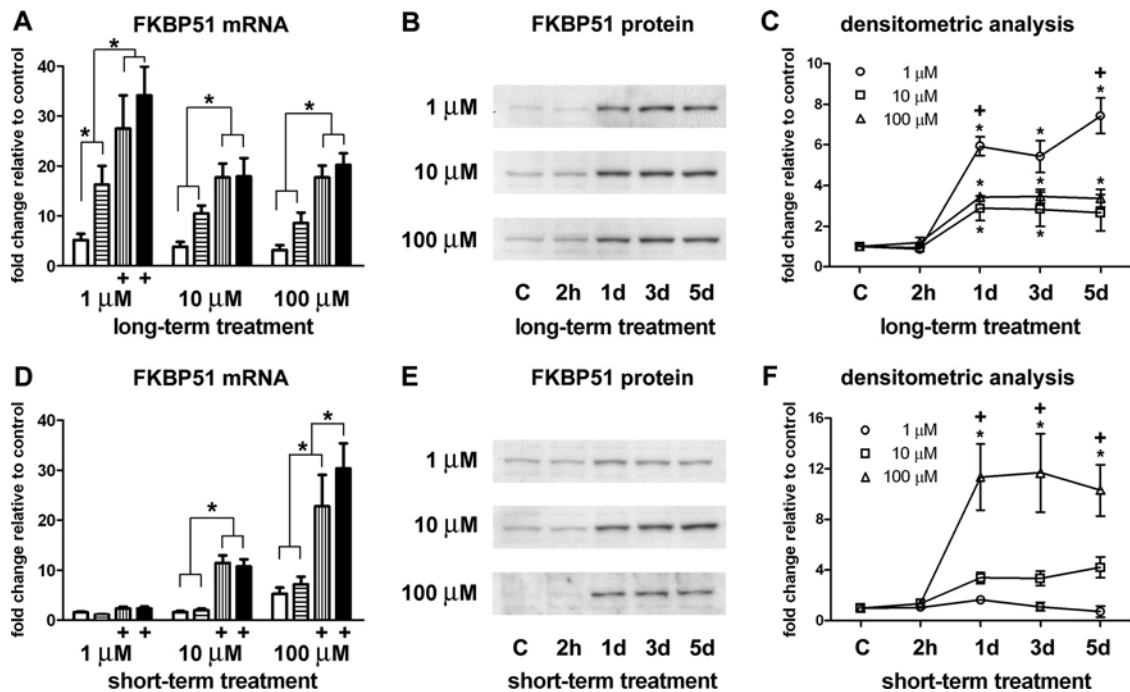 A FKBP51 mRNA
fold change relative to control
40
30
20
10
0
* * * *
+ +
1 μM 10 μM 100 μM
long-term treatment
B FKBP51 protein
1 μM
10 μM
100 μM
C 2h 1d 3d 5d
long-term treatment
C densitometric analysis
fold change relative to control
10
8
6
4
2
0
1 μM
10 μM
100 μM
+ +
* * *
* * *
* *
C 2h 1d 3d 5d
long-term treatment
D FKBP51 mRNA
fold change relative to control
40
30
20
10
0
* * *
+ + + + + +
1 μM 10 μM 100 μM
short-term treatment
E FKBP51 protein
1 μM
10 μM
100 μM
C 2h 1d 3d 5d
short-term treatment
F densitometric analysis
fold change relative to control
16
12
8
4
0
1 μM
10 μM
100 μM
+ + +
* * *
C 2h 1d 3d 5d
short-term treatment